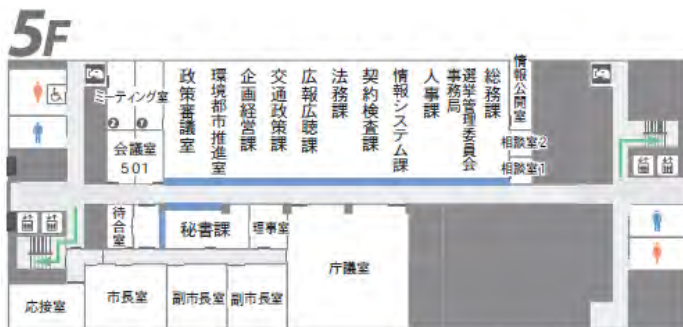 5F
ミーティング室
❷ ❶
会議室
501
政策審議室
環境都市推進室
企画経営課
交通政策課
広報広聴課
法務課
契約検査課
情報システム課
人事課
選挙管理委員会
事務局
総務課
情報公開室
相談室2
相談室1
待合室
秘書課
理事室
庁議室
応接室
市長室
副市長室
副市長室